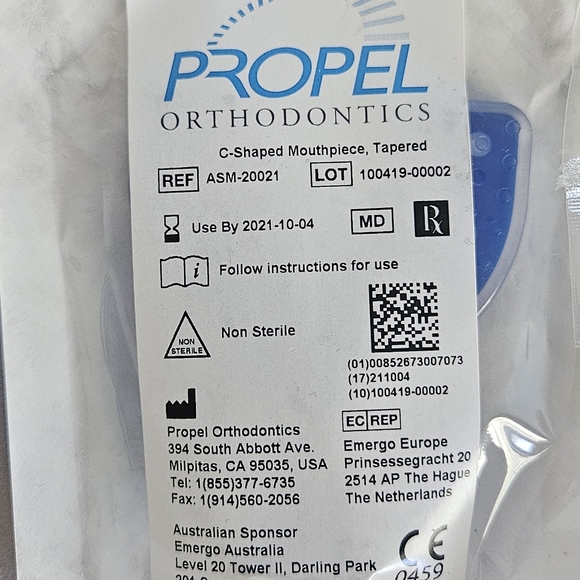 PROPEL
ORTHODONTICS
C-Shaped Mouthpiece, Tapered
REF ASM-20021 LOT 100419-00002
Use By 2021-10-04 MD Rx
i Follow instructions for use
NON STERILE Non Sterile
(01)00852673007073
(17)211004
(10)100419-00002
Propel Orthodontics
394 South Abbott Ave.
Milpitas, CA 95035, USA
Tel: 1(855)377-6735
Fax: 1(914)560-2056
EC REP
Emergo Europe
Prinsessegracht 20
2514 AP The Hague
The Netherlands
Australian Sponsor
Emergo Australia
Level 20 Tower II, Darling Park
CE
0459